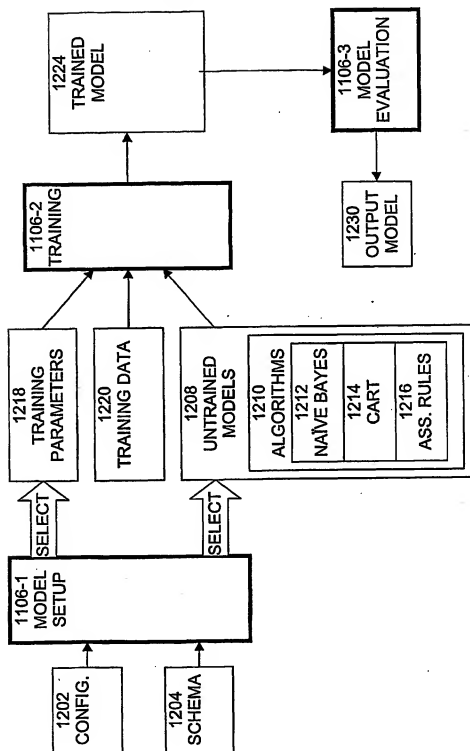 1202
CONFIG.
1204
SCHEMA
1106-1
MODEL
SETUP
SELECT
SELECT
1218
TRAINING
PARAMETERS
1220
TRAINING DATA
1208
UNTRAINED
MODELS
1210
ALGORITHMS
1212
NAÏVE BAYES
1214
CART
1216
ASS. RULES
1106-2
TRAINING
1224
TRAINED
MODEL
1106-3
MODEL
EVALUATION
1230
OUTPUT
MODEL